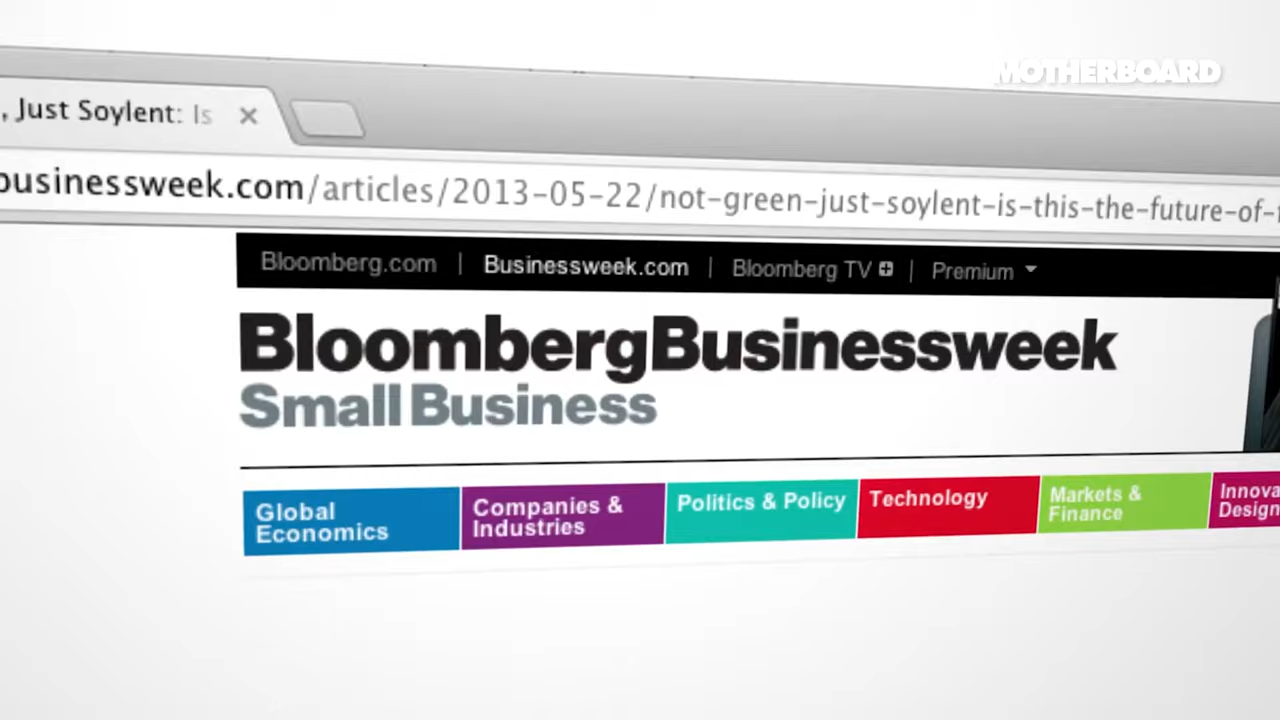 MOTHERBOARD
, Just Soylent: Is
businessweek.com/articles/2013-05-22/not-green-just-soylent-is-this-the-future-of-
Bloomberg.com | Businessweek.com | Bloomberg TV | Premium
BloombergBusinessweek
Small Business
Global Economics
Companies & Industries
Politics & Policy
Technology
Markets & Finance
Innova
Design